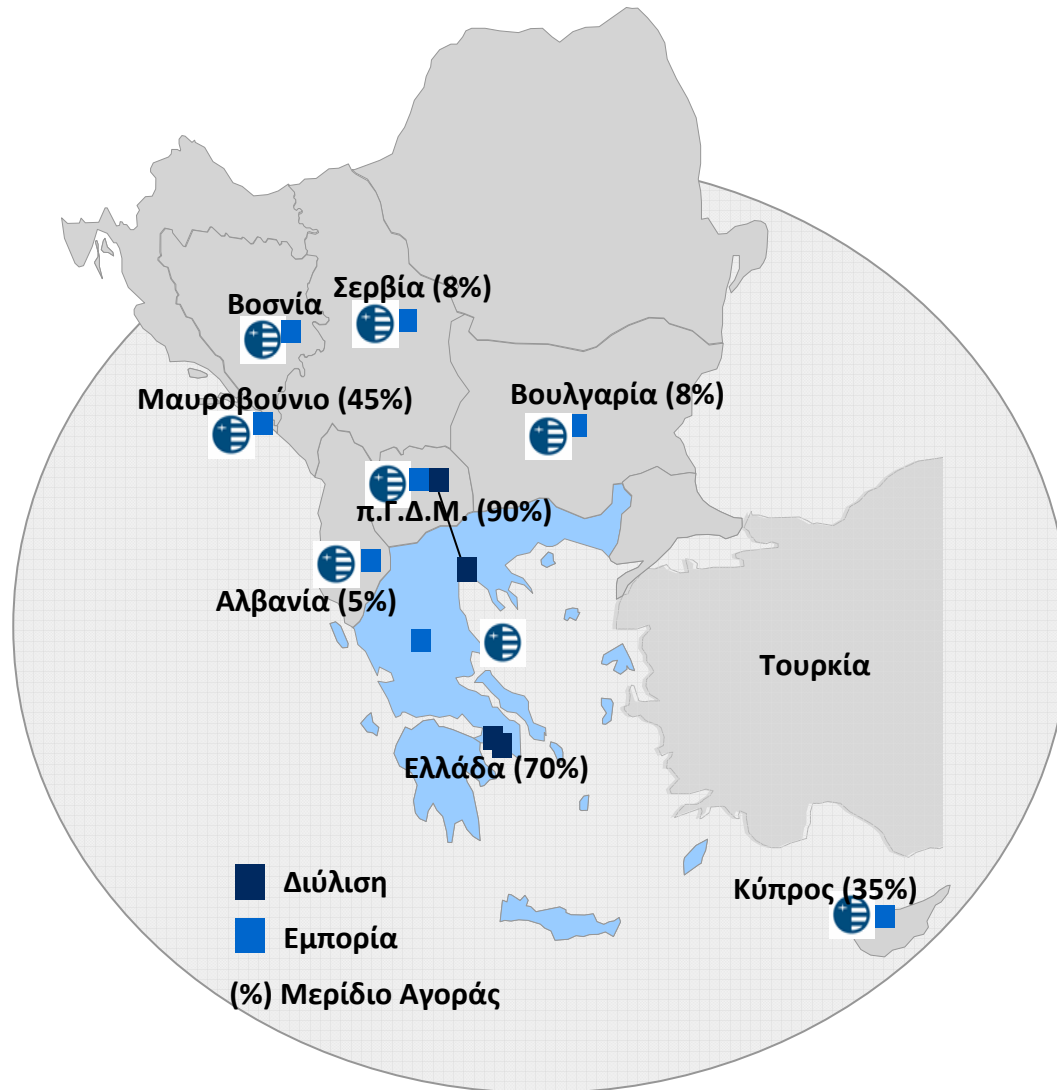 Βοσνία
Σερβία (8%)
Μαυροβούνιο (45%)
Βουλγαρία (8%)
π.Γ.Δ.Μ. (90%)
Αλβανία (5%)
Τουρκία
Ελλάδα (70%)
Κύπρος (35%)
Διύλιση
Εμπορία
(%) Μερίδιο Αγοράς